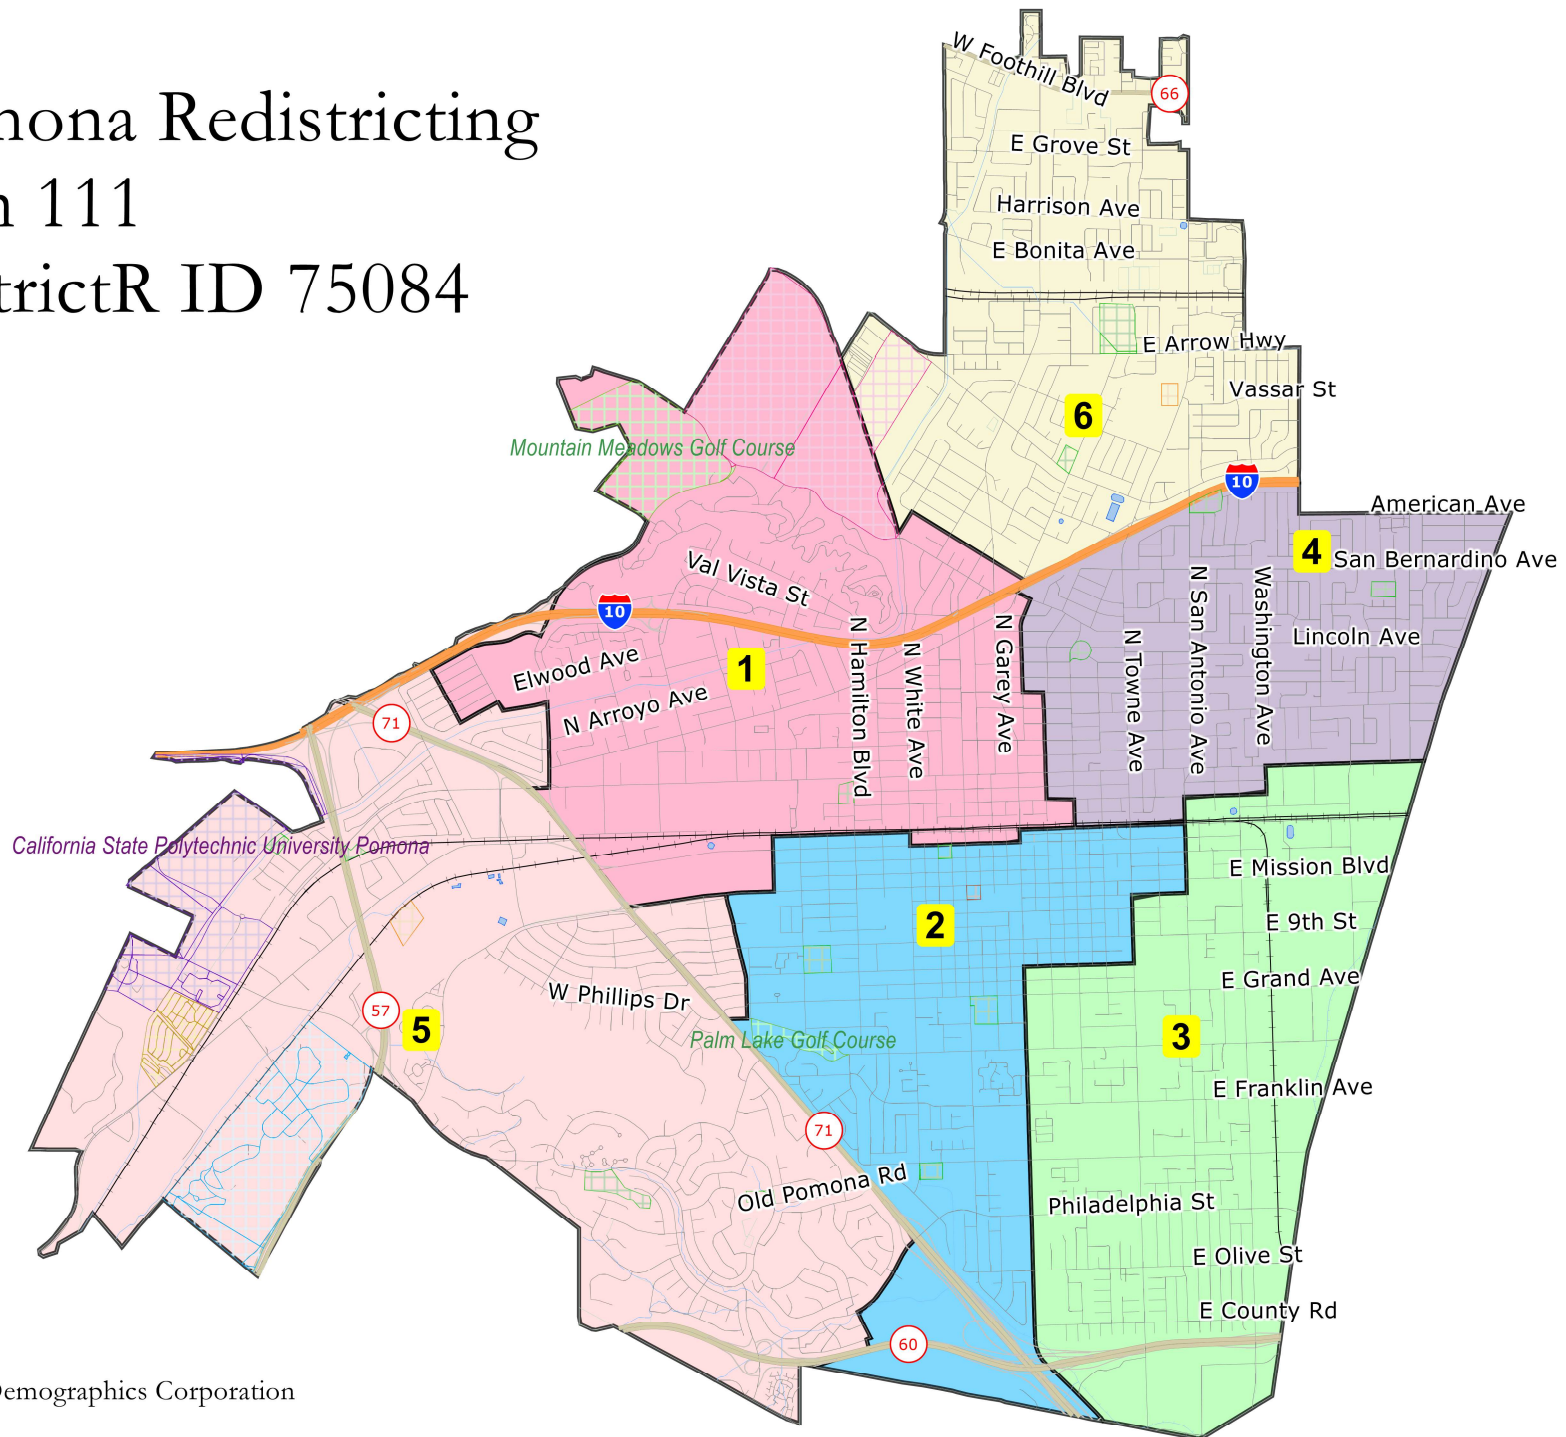 mona Redistricting
n 111
trictR ID 75084
W Foothill Blvd
66
E Grove St
Harrison Ave
E Bonita Ave
E Arrow Hwy
Vassar St
6
Mountain Meadows Golf Course
10
American Ave
4
San Bernardino Ave
Val Vista St
10
N San Antonio Ave
Washington Ave
Lincoln Ave
N Hamilton Blvd
N White Ave
N Garey Ave
N Towne Ave
Elwood Ave
1
N Arroyo Ave
71
California State Polytechnic University Pomona
E Mission Blvd
2
E 9th St
E Grand Ave
W Phillips Dr
57
5
Palm Lake Golf Course
3
E Franklin Ave
71
Old Pomona Rd
Philadelphia St
E Olive St
E County Rd
60
Demographics Corporation